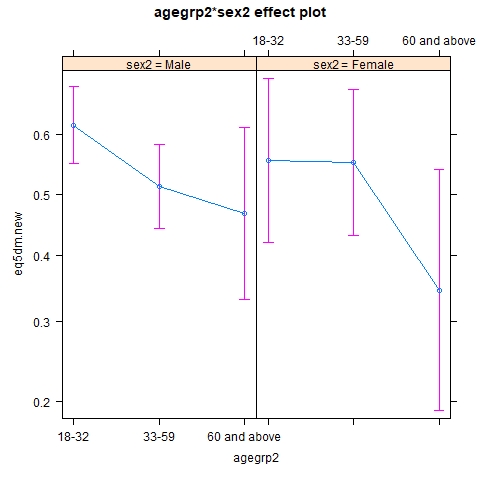 agegrp2*sex2 effect plot
18-32 33-59 60 and above
sex2 = Male sex2 = Female
0.6
0.5
0.4
0.3
0.2
eq5dm.new
18-32 33-59 60 and above
agegrp2